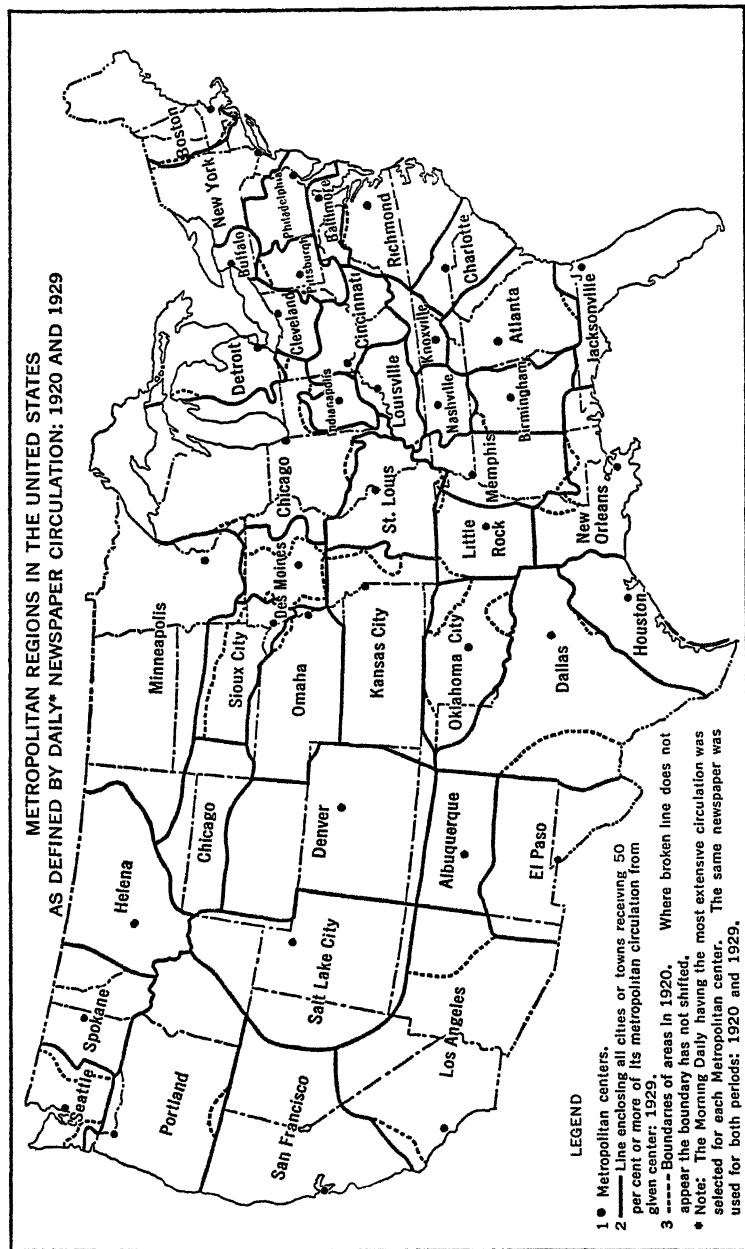 METROPOLITAN REGIONS IN THE UNITED STATES
AS DEFINED BY DAILY* NEWSPAPER CIRCULATION: 1920 AND 1929
Seattle
Spokane
Portland
Helena
San Francisco
Los Angeles
Salt Lake City
Chicago
Denver
Albuquerque
El Paso
Minneapolis
Sioux City
Omaha
Des Moines
Kansas City
Oklahoma City
Dallas
Houston
Chicago
St. Louis
Little
Rock
New
Orleans
Memphis
Detroit
Indianapolis
Louisville
Nashville
Birmingham
Cleveland
Cincinnati
Knoxville
Atlanta
Jacksonville
Buffalo
Pittsburgh
New York
Philadelphia
Baltimore
Richmond
Charlotte
Boston
LEGEND
1 ● Metropolitan centers.
2 —— Line enclosing all cities or towns receiving 50
per cent or more of its metropolitan circulation from
given center: 1929.
3 ----- Boundaries of areas in 1920. Where broken line does not
appear the boundary has not shifted.
* Note: The Morning Daily having the most extensive circulation was
selected for each Metropolitan center. The same newspaper was
used for both periods: 1920 and 1929.